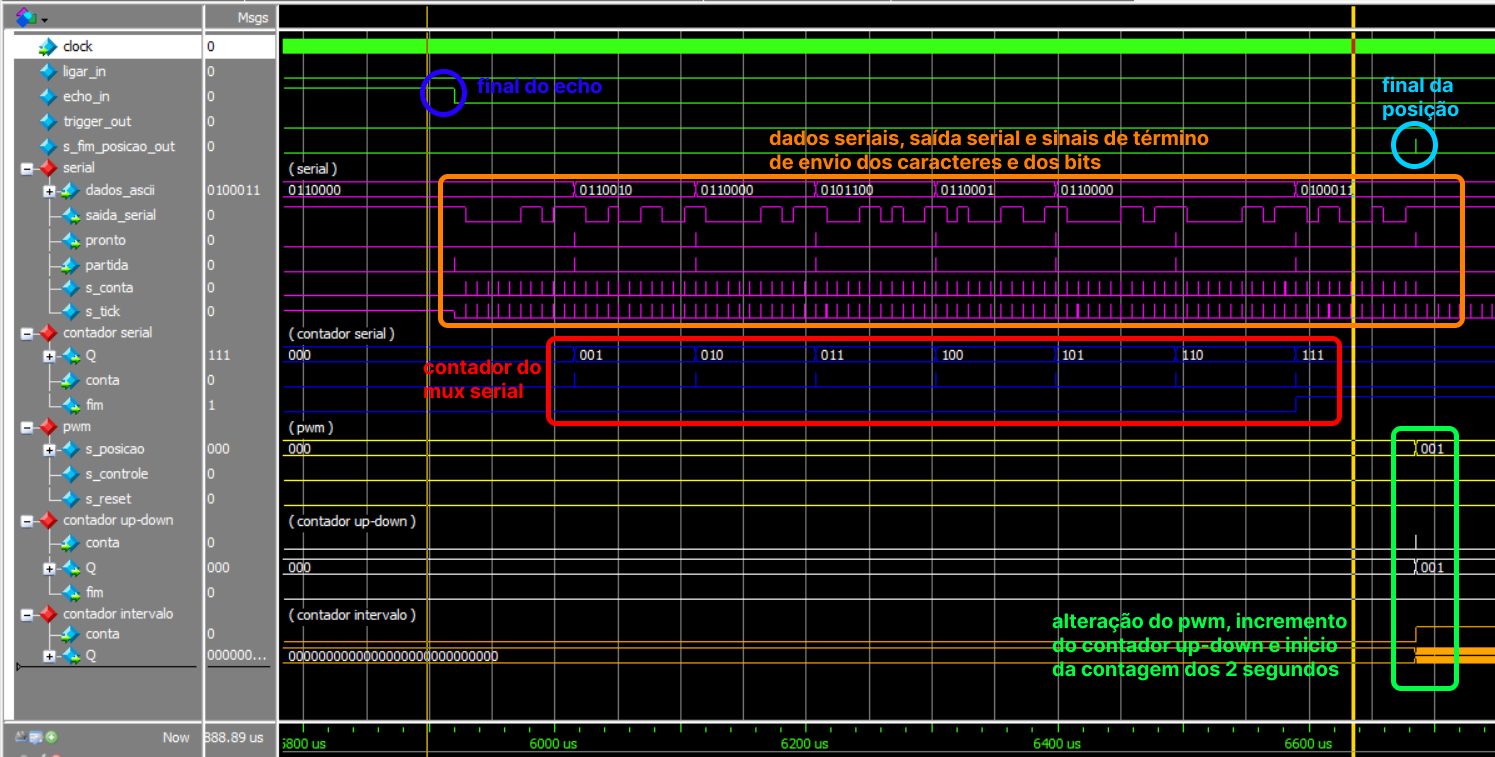 Msgs
clock 0
ligar_in 0
echo_in 0
trigger_out 0
s_fim_posicao_out 0
serial (serial)
dados_ascii 0100011 0110000 0110010 0110000 0101100 0110001 0110000 0100011
saida_serial 0
pronto 0
partida 0
s_conta 0
s_tick 0
contador serial (contador serial)
Q 111 000 001 010 011 100 101 110 111
conta 0
fim 1
pwm (pwm)
s_posicao 000 000 001
s_controle 0
s_reset 0
contador up-down (contador up-down)
conta 0
Q 000 000 001
fim 0
contador intervalo (contador intervalo)
conta 0
Q 000000...
final do echo
final da
posição
dados seriais, saída serial e sinais de término
de envio dos caracteres e dos bits
contador do
mux serial
alteração do pwm, incremento
do contador up-down e inicio
da contagem dos 2 segundos
Now 888.89 us 5800 us 6000 us 6200 us 6400 us 6600 us